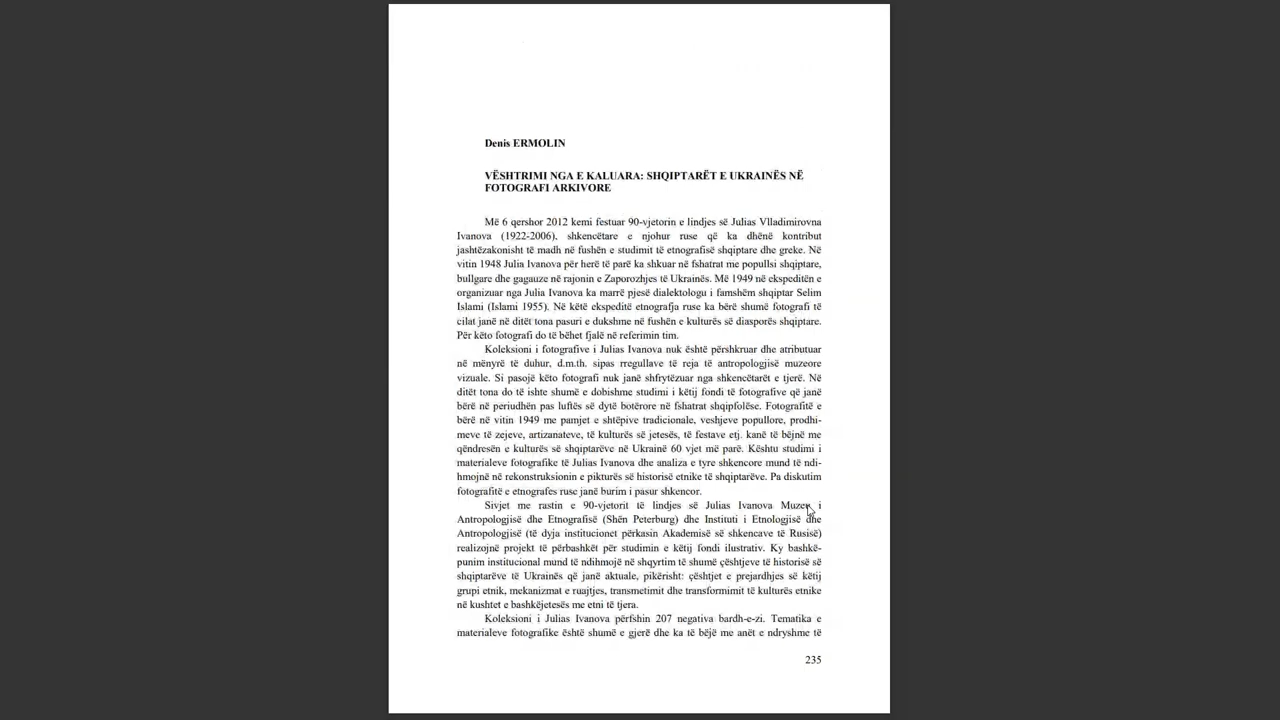 Denis ERMOLIN
VËSHTRIMI NGA E KALUARA: SHQIPTARËT E UKRAINËS NË
FOTOGRAFI ARKIVORE
Më 6 qershor 2012 kemi festuar 90-vjetorin e lindjes së Julias Vlladimirovna
Ivanova (1922-2006), shkencëtare e njohur ruse që ka dhënë kontribut
jashtëzakonisht të madh në fushën e studimit të etnografisë shqiptare dhe greke. Në
vitin 1948 Julia Ivanova për herë të parë ka shkuar në fshatrat me popullsi shqiptare,
bullgare dhe gagauze në rajonin e Zaporozhjes të Ukrainës. Më 1949 në ekspeditën e
organizuar nga Julia Ivanova ka marrë pjesë dialektologu i famshëm shqiptar Selim
Islami (Islami 1955). Në këtë ekspeditë etnografja ruse ka bërë shumë fotografi të
cilat janë në ditët tona pasuri e dukshme në fushën e kulturës së diasporës shqiptare.
Për këto fotografi do të bëhet fjalë në referimin tim.
Koleksioni i fotografive i Julias Ivanova nuk është përshkruar dhe atributuar
në mënyrë të duhur, d.m.th. sipas rregullave të reja të antropologjisë muzeore
vizuale. Si pasojë këto fotografi nuk janë shfrytëzuar nga shkencëtarët e tjerë. Në
ditët tona do të ishte shumë e dobishme studimi i këtij fondi të fotografive që janë
bërë në periudhën pas luftës së dytë botërore në fshatrat shqipfolëse. Fotografitë e
bërë në vitin 1949 me pamjet e shtëpive tradicionale, veshjeve popullore, prodhi-
meve të zejeve, artizanateve, të kulturës së jetesës, të festave etj. kanë të bëjnë me
qëndresën e kulturës së shqiptarëve në Ukrainë 60 vjet më parë. Kështu studimi i
materialeve fotografike të Julias Ivanova dhe analiza e tyre shkencore mund të ndi-
hmojnë në rekonstruksionin e pikturës së historisë etnike të shqiptarëve. Pa diskutim
fotografitë e etnografes ruse janë burim i pasur shkencor.
Sivjet me rastin e 90-vjetorit të lindjes së Julias Ivanova Muzeu i
Antropologjisë dhe Etnografisë (Shën Peterburg) dhe Instituti i Etnologjisë dhe
Antropologjisë (të dyja institucionet përkasin Akademisë së shkencave të Rusisë)
realizojnë projekt të përbashkët për studimin e këtij fondi ilustrativ. Ky bashkë-
punim institucional mund të ndihmojë në shqyrtim të shumë çështjeve të historisë së
shqiptarëve të Ukrainës që janë aktuale, pikërisht: çështjet e prejardhjes së këtij
grupi etnik, mekanizmat e ruajtjes, transmetimit dhe transformimit të kulturës etnike
në kushtet e bashkëjetesës me etni të tjera.
Koleksioni i Julias Ivanova përfshin 207 negativa bardh-e-zi. Tematika e
materialeve fotografike është shumë e gjerë dhe ka të bëjë me anët e ndryshme të
235